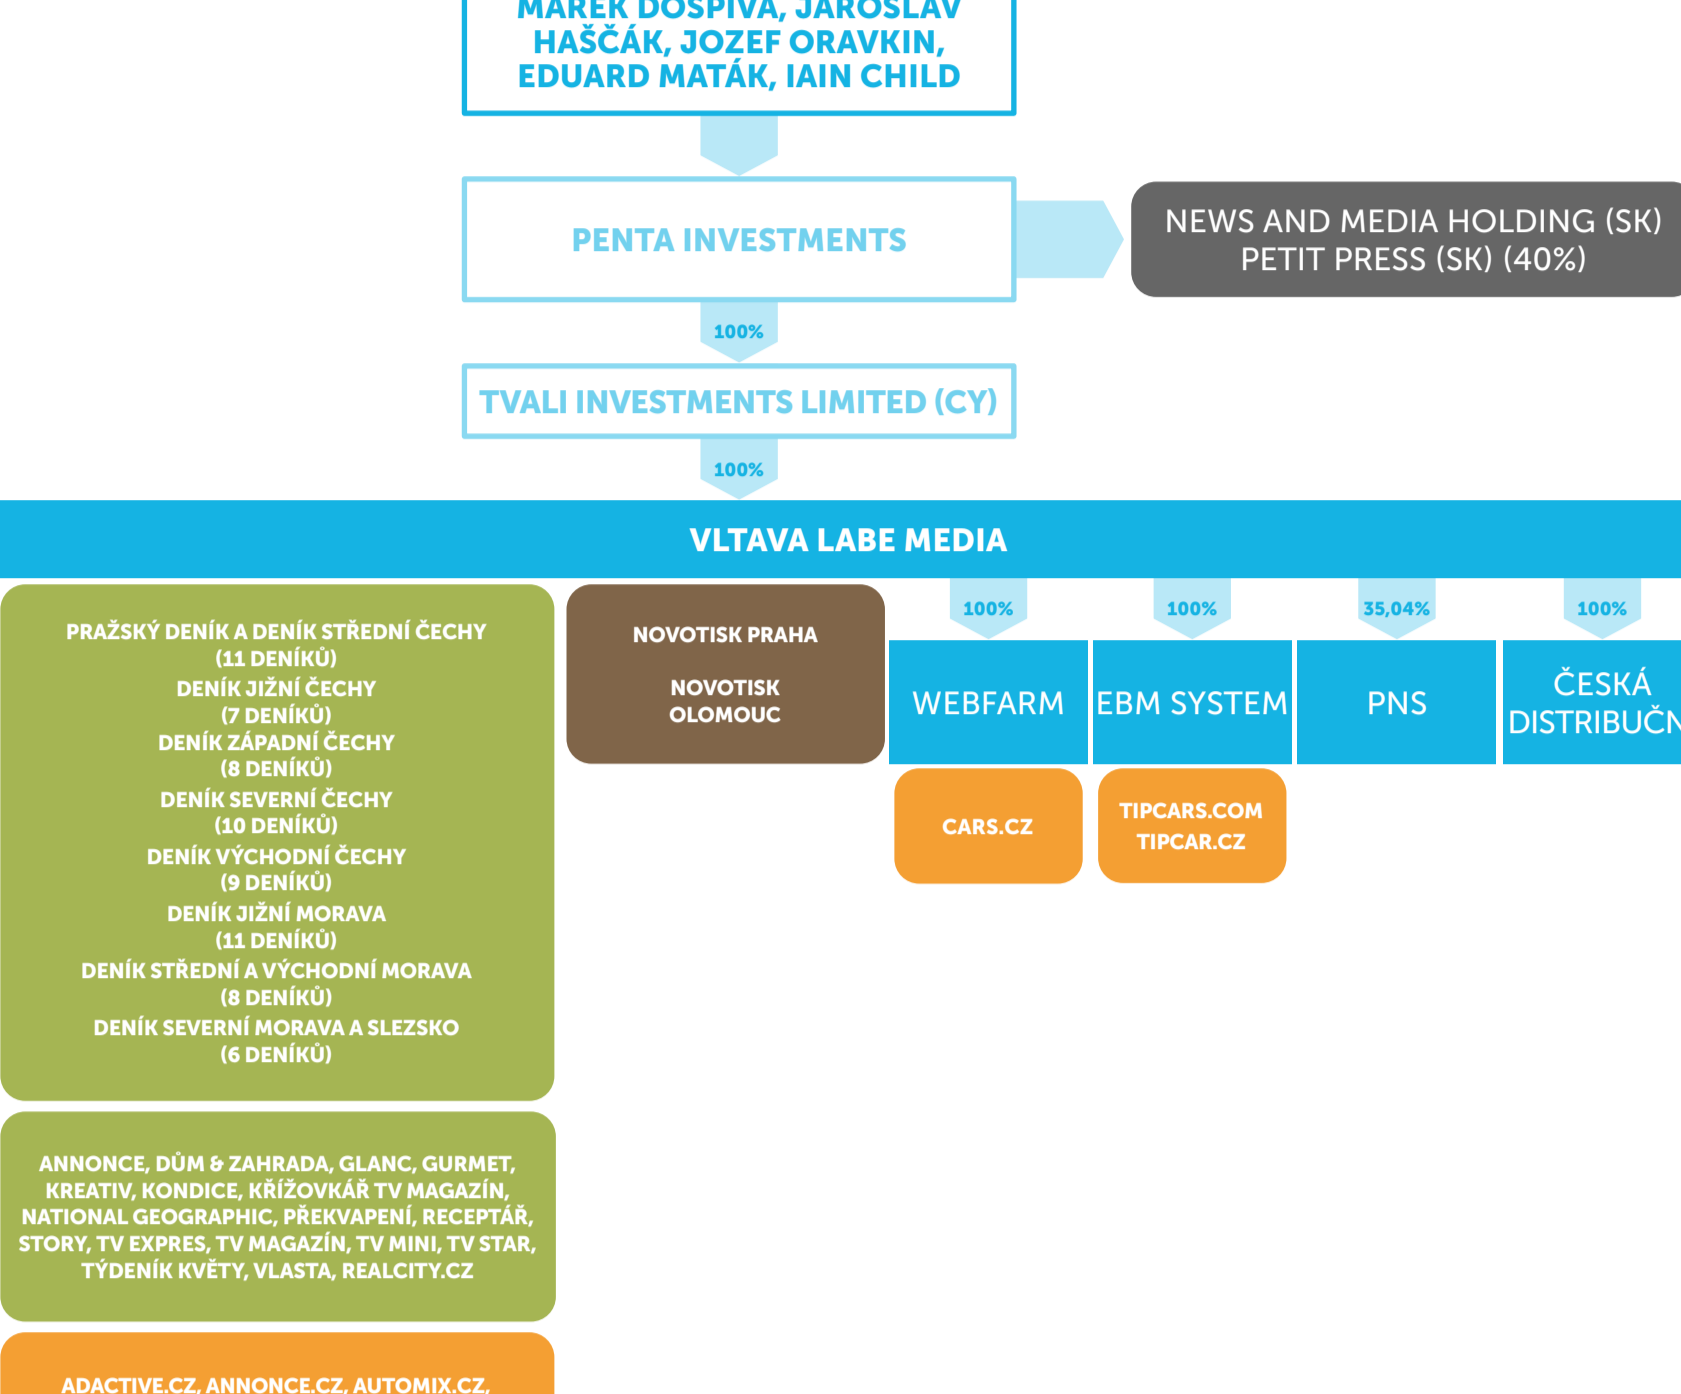 MAREK DOSPIVA, JAROSLAV
HAŠČÁK, JOZEF ORAVKIN,
EDUARD MATÁK, IAIN CHILD
PENTA INVESTMENTS
NEWS AND MEDIA HOLDING (SK)
PETIT PRESS (SK) (40%)
100%
TVALI INVESTMENTS LIMITED (CY)
100%
VLTAVA LABE MEDIA
PRAŽSKÝ DENÍK A DENÍK STŘEDNÍ ČECHY
(11 DENÍKŮ)
DENÍK JIŽNÍ ČECHY
(7 DENÍKŮ)
DENÍK ZÁPADNÍ ČECHY
(8 DENÍKŮ)
DENÍK SEVERNÍ ČECHY
(10 DENÍKŮ)
DENÍK VÝCHODNÍ ČECHY
(9 DENÍKŮ)
DENÍK JIŽNÍ MORAVA
(11 DENÍKŮ)
DENÍK STŘEDNÍ A VÝCHODNÍ MORAVA
(8 DENÍKŮ)
DENÍK SEVERNÍ MORAVA A SLEZSKO
(6 DENÍKŮ)
NOVOTISK PRAHA
NOVOTISK
OLOMOUC
100%
WEBFARM
CARS.CZ
100%
EBM SYSTEM
TIPCARS.COM
TIPCAR.CZ
35,04%
PNS
100%
ČESKÁ
DISTRIBUČN
ANNONCE, DŮM & ZAHRADA, GLANC, GURMET,
KREATIV, KONDICE, KŘÍŽOVKÁŘ TV MAGAZÍN,
NATIONAL GEOGRAPHIC, PŘEKVAPENÍ, RECEPTÁŘ,
STORY, TV EXPRES, TV MAGAZÍN, TV MINI, TV STAR,
TÝDENÍK KVĚTY, VLASTA, REALCITY.CZ
ADACTIVE.CZ, ANNONCE.CZ, AUTOMIX.CZ,